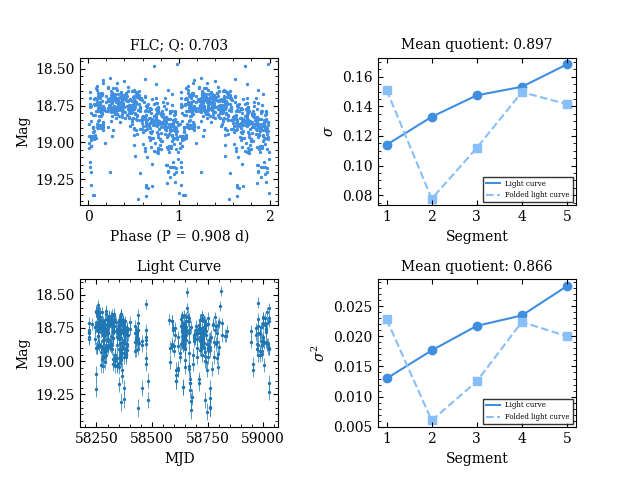 FLC; Q: 0.703
Mean quotient: 0.897
18.50
18.75
19.00
19.25
Mag
0
1
2
Phase (P = 0.908 d)
0.16
0.14
0.12
0.10
0.08
σ
1
2
3
4
5
Segment
Light curve
Folded light curve
Light Curve
Mean quotient: 0.866
18.50
18.75
19.00
19.25
Mag
58250
58500
58750
59000
MJD
0.025
0.020
0.015
0.010
0.005
σ²
1
2
3
4
5
Segment
Light curve
Folded light curve